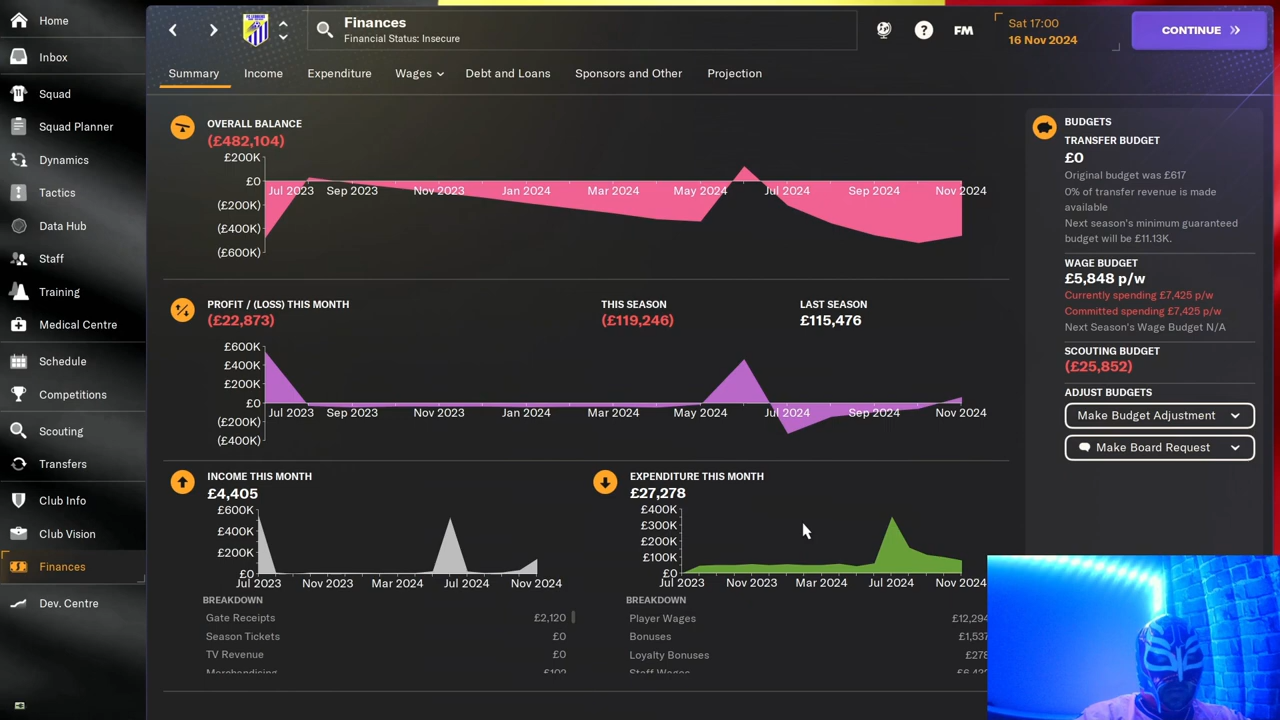 Home
Inbox
Squad
Squad Planner
Dynamics
Tactics
Data Hub
Staff
Training
Medical Centre
Schedule
Competitions
Scouting
Transfers
Club Info
Club Vision
Finances
Dev. Centre
Finances
Financial Status: Insecure
?
FM
Sat 17:00
16 Nov 2024
CONTINUE
Summary
Income
Expenditure
Wages
Debt and Loans
Sponsors and Other
Projection
OVERALL BALANCE
(£482,104)
£200K
£0
(£200K)
(£400K)
(£600K)
Jul 2023 Sep 2023 Nov 2023 Jan 2024 Mar 2024 May 2024 Jul 2024 Sep 2024 Nov 2024
PROFIT / (LOSS) THIS MONTH
(£22,873)
THIS SEASON
(£119,246)
LAST SEASON
£115,476
£600K
£400K
£200K
£0
(£200K)
(£400K)
Jul 2023 Sep 2023 Nov 2023 Jan 2024 Mar 2024 May 2024 Jul 2024 Sep 2024 Nov 2024
INCOME THIS MONTH
£4,405
£600K
£400K
£200K
£0
Jul 2023 Nov 2023 Mar 2024 Jul 2024 Nov 2024
BREAKDOWN
Gate Receipts £2,120
Season Tickets £0
TV Revenue £0
Merchandising £102
EXPENDITURE THIS MONTH
£27,278
£400K
£300K
£200K
£100K
£0
Jul 2023 Nov 2023 Mar 2024 Jul 2024 Nov 2024
BREAKDOWN
Player Wages £12,294
Bonuses £1,537
Loyalty Bonuses £278
Staff Wages
BUDGETS
TRANSFER BUDGET
£0
Original budget was £617
0% of transfer revenue is made
available
Next season's minimum guaranteed
budget will be £11.13K.
WAGE BUDGET
£5,848 p/w
Currently spending £7,425 p/w
Committed spending £7,425 p/w
Next Season's Wage Budget N/A
SCOUTING BUDGET
(£25,852)
ADJUST BUDGETS
Make Budget Adjustment
Make Board Request